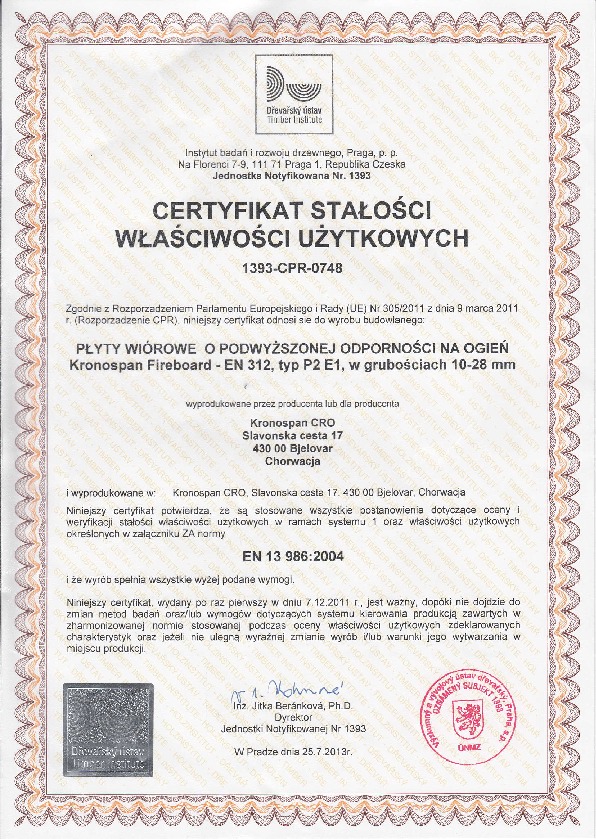 Dřevařský ústav
Timber Institute
Instytut badań i rozwoju drzewnego, Praga, p. p.
Na Florenci 7-9, 111 71 Praga 1, Republika Czeska
Jednostka Notyfikowana Nr. 1393
CERTYFIKAT STAŁOŚCI
WŁAŚCIWOŚCI UŻYTKOWYCH
1393-CPR-0748
Zgodnie z Rozporządzeniem Parlamentu Europejskiego i Rady (UE) Nr 305/2011 z dnia 9 marca 2011
r. (Rozporządzenie CPR), niniejszy certyfikat odnosi się do wyrobu budowlanego:
PŁYTY WIÓROWE O PODWYŻSZONEJ ODPORNOŚCI NA OGIEŃ
Kronospan Fireboard - EN 312, typ P2 E1, w grubościach 10-28 mm
wyprodukowane przez producenta lub dla producenta
Kronospan CRO
Slavonska cesta 17
430 00 Bjelovar
Chorwacja
i wyprodukowane w: Kronospan CRO, Slavonska cesta 17, 430 00 Bjelovar, Chorwacja
Niniejszy certyfikat potwierdza, że są stosowane wszystkie postanowienia dotyczące oceny i
weryfikacji stałości właściwości użytkowych w ramach systemu 1 oraz właściwości użytkowych
określonych w załączniku ZA normy
EN 13 986:2004
i że wyrób spełnia wszystkie wyżej podane wymogi.
Niniejszy certyfikat, wydany po raz pierwszy w dniu 7.12.2011 r., jest ważny, dopóki nie dojdzie do
zmian metod badań oraz/lub wymogów dotyczących systemu kierowania produkcją zawartych w
zharmonizowanej normie stosowanej podczas oceny właściwości użytkowych zdeklarowanych
charakterystyk oraz jeżeli nie ulegną wyraźnej zmianie wyrób i/lub warunki jego wytwarzania w
miejscu produkcji.
Inż. Jitka Beránková, Ph.D.
Dyrektor
Jednostki Notyfikowanej Nr 1393
W Pradze dnia 25.7.2013r.
Dřevařský ústav
Timber Institute
Výzkumný a vývojový ústav dřevařský, Praha, s.p.
OZNÁMENÝ SUBJEKT 1393
ÚNMZ